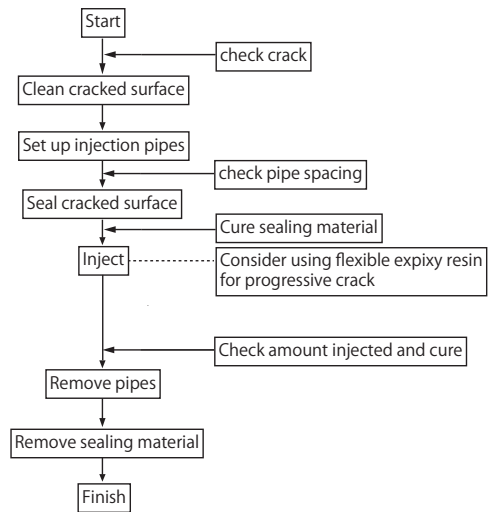 Start
check crack
Clean cracked surface
Set up injection pipes
check pipe spacing
Seal cracked surface
Cure sealing material
Inject
Consider using flexible expixy resin
for progressive crack
Check amount injected and cure
Remove pipes
Remove sealing material
Finish